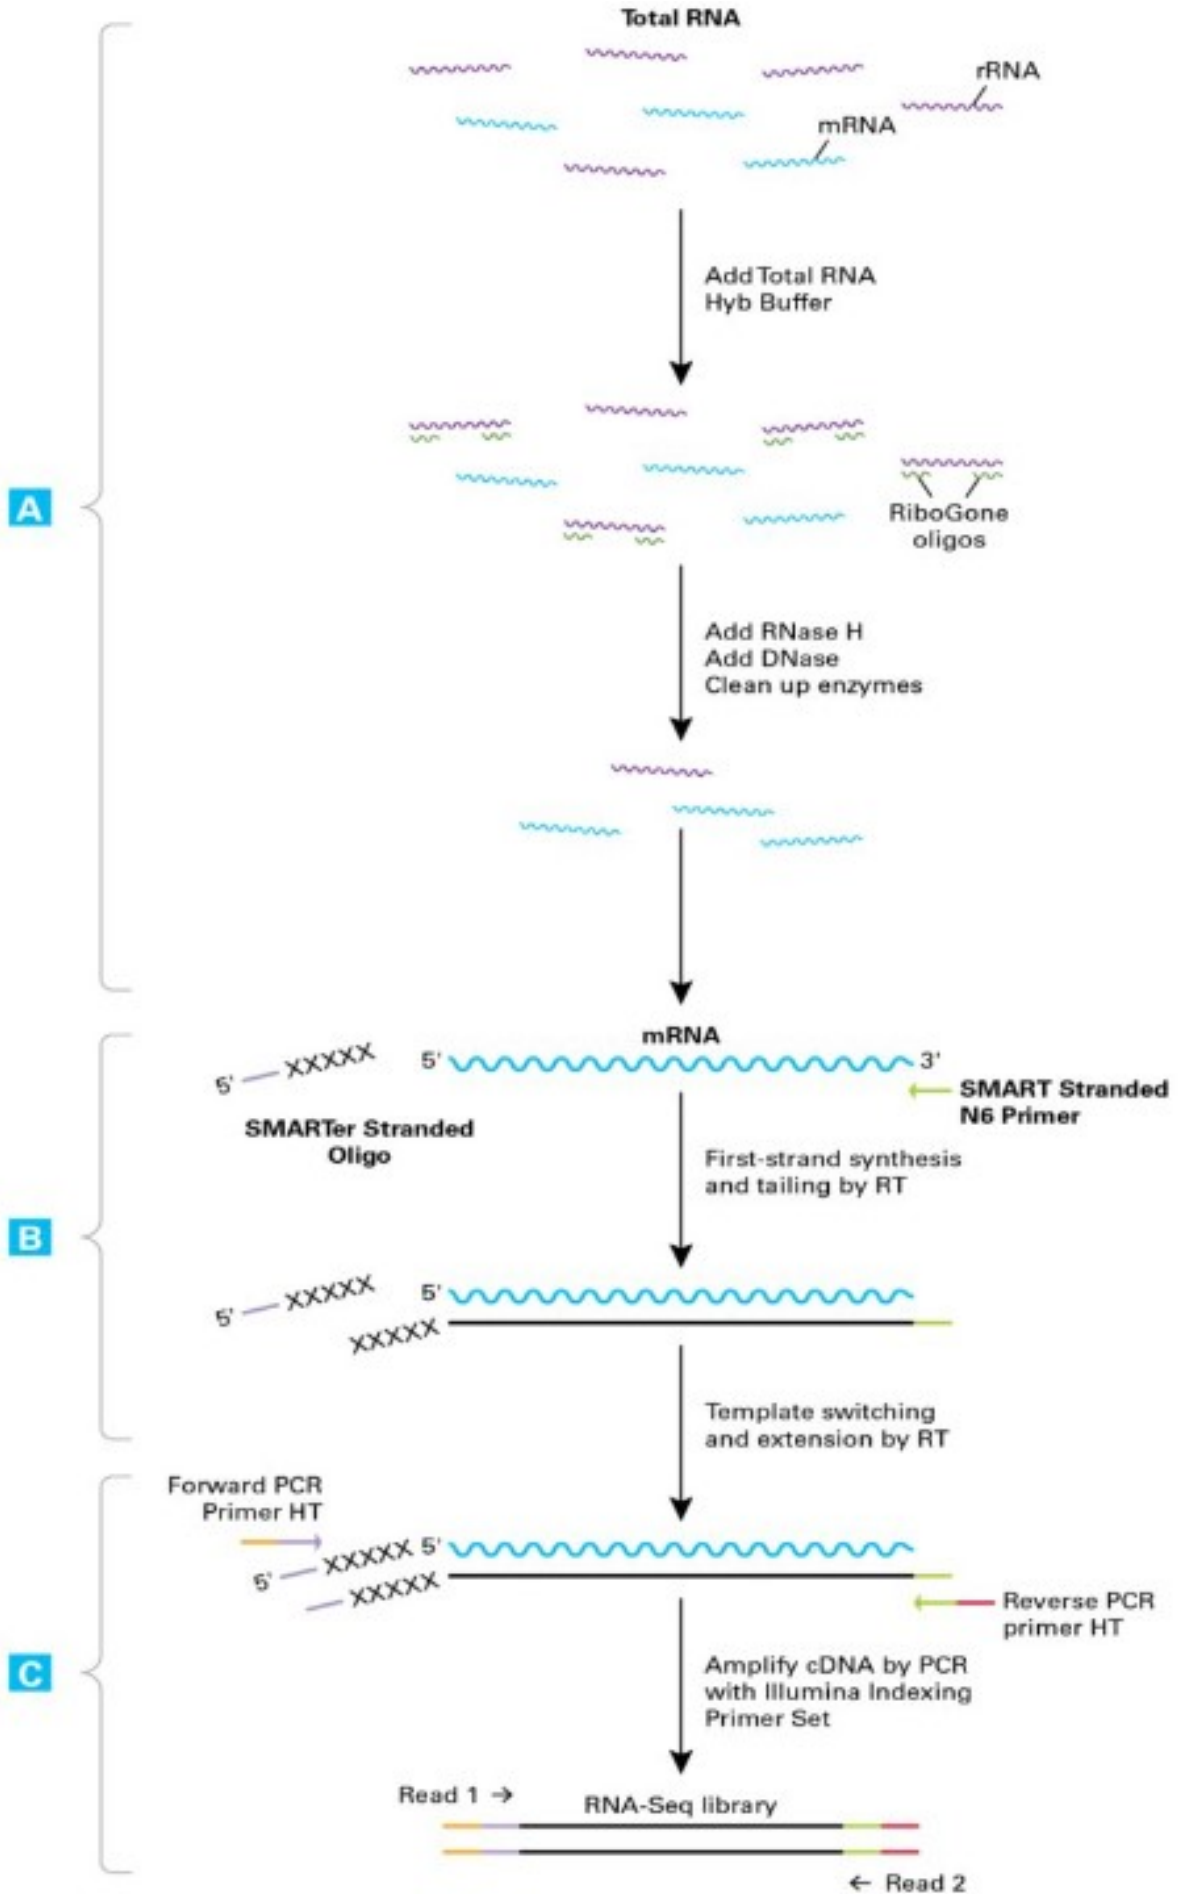 Total RNA
rRNA
mRNA
Add Total RNA
Hyb Buffer
A
RiboGone
oligos
Add RNase H
Add DNase
Clean up enzymes
mRNA
5' XXXXX 5' 3'
SMART Stranded
N6 Primer
SMARTer Stranded
Oligo
First-strand synthesis
and tailing by RT
B
5' XXXXX 5'
XXXXX
Template switching
and extension by RT
Forward PCR
Primer HT
5' XXXXX 5'
XXXXX
Reverse PCR
primer HT
C
Amplify cDNA by PCR
with Illumina Indexing
Primer Set
Read 1 →
RNA-Seq library
← Read 2